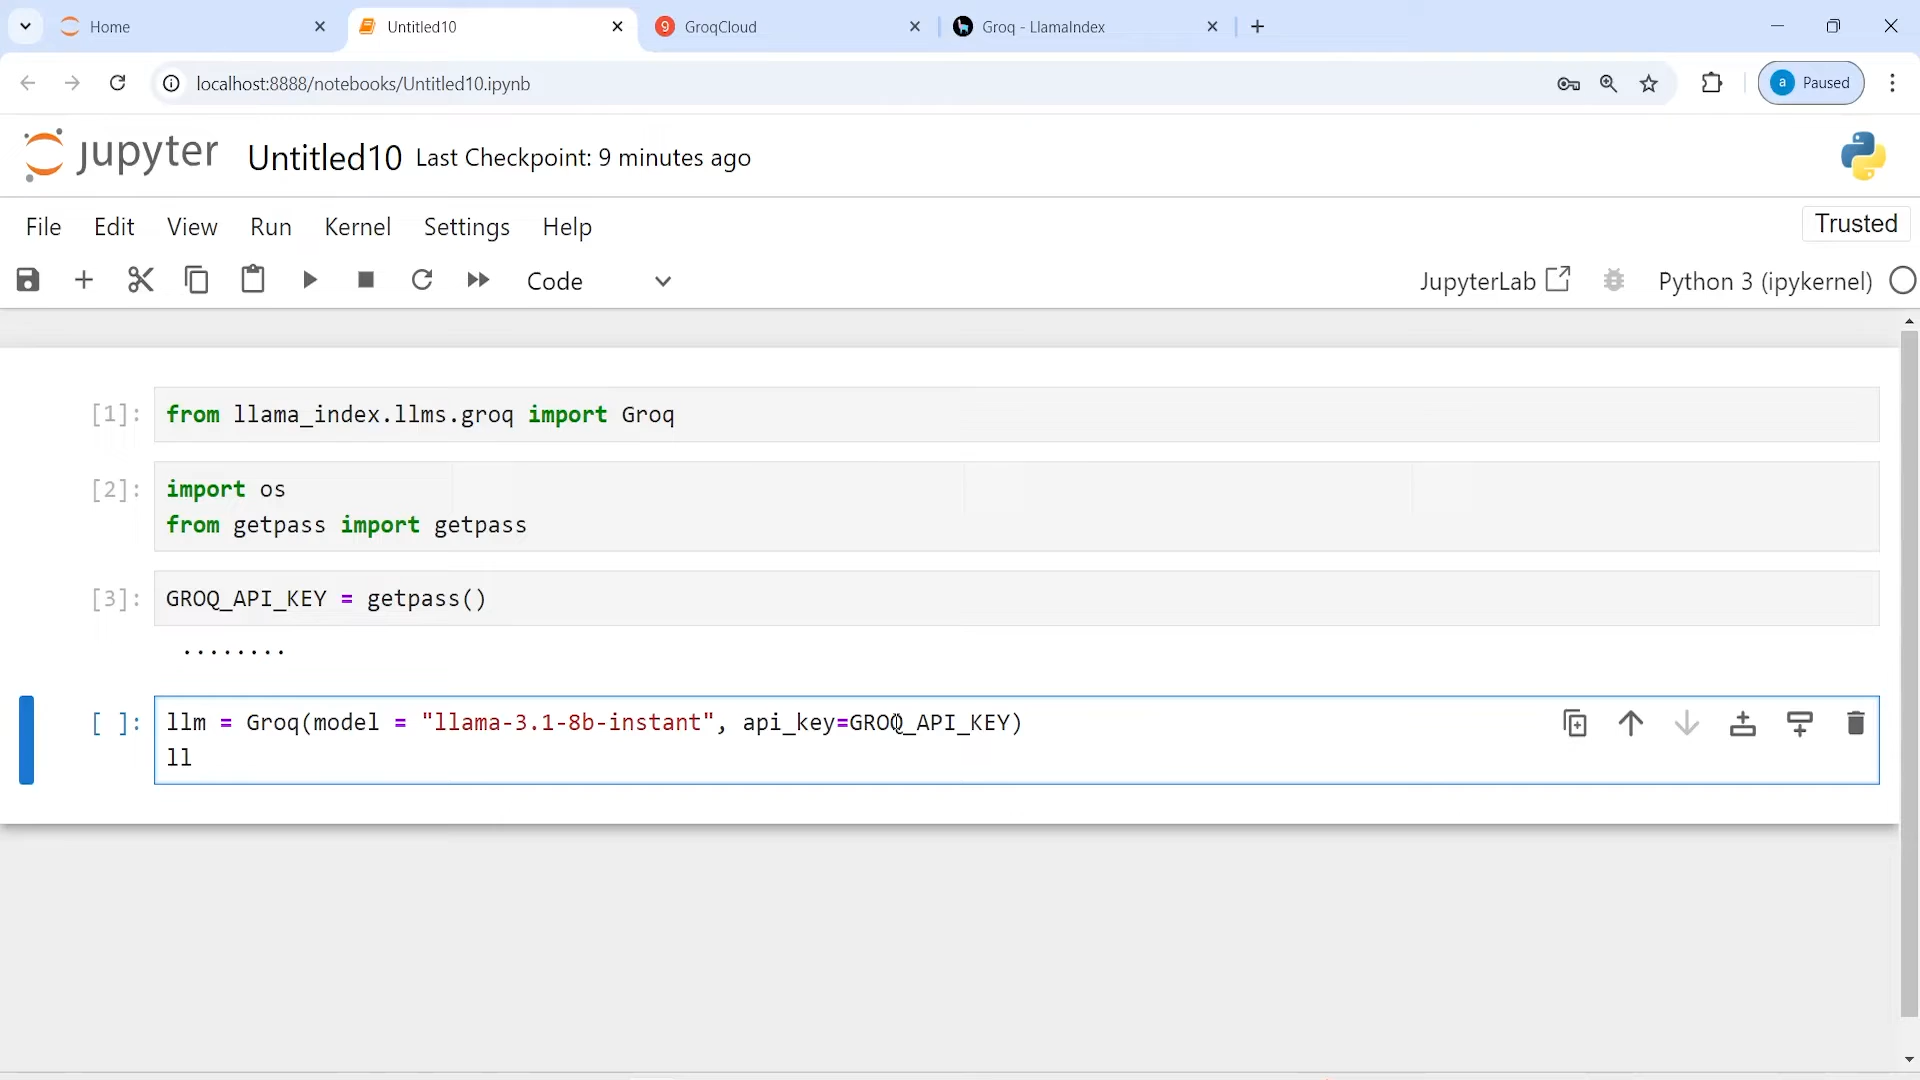 Home
Untitled10
GroqCloud
Groq - LlamaIndex
localhost:8888/notebooks/Untitled10.ipynb
a Paused
jupyter Untitled10 Last Checkpoint: 9 minutes ago
File Edit View Run Kernel Settings Help
Trusted
Code
JupyterLab
Python 3 (ipykernel)
[1]: from llama_index.llms.groq import Groq
[2]: import os
from getpass import getpass
[3]: GROQ_API_KEY = getpass()
········
[ ]: llm = Groq(model = "llama-3.1-8b-instant", api_key=GROQ_API_KEY)
ll